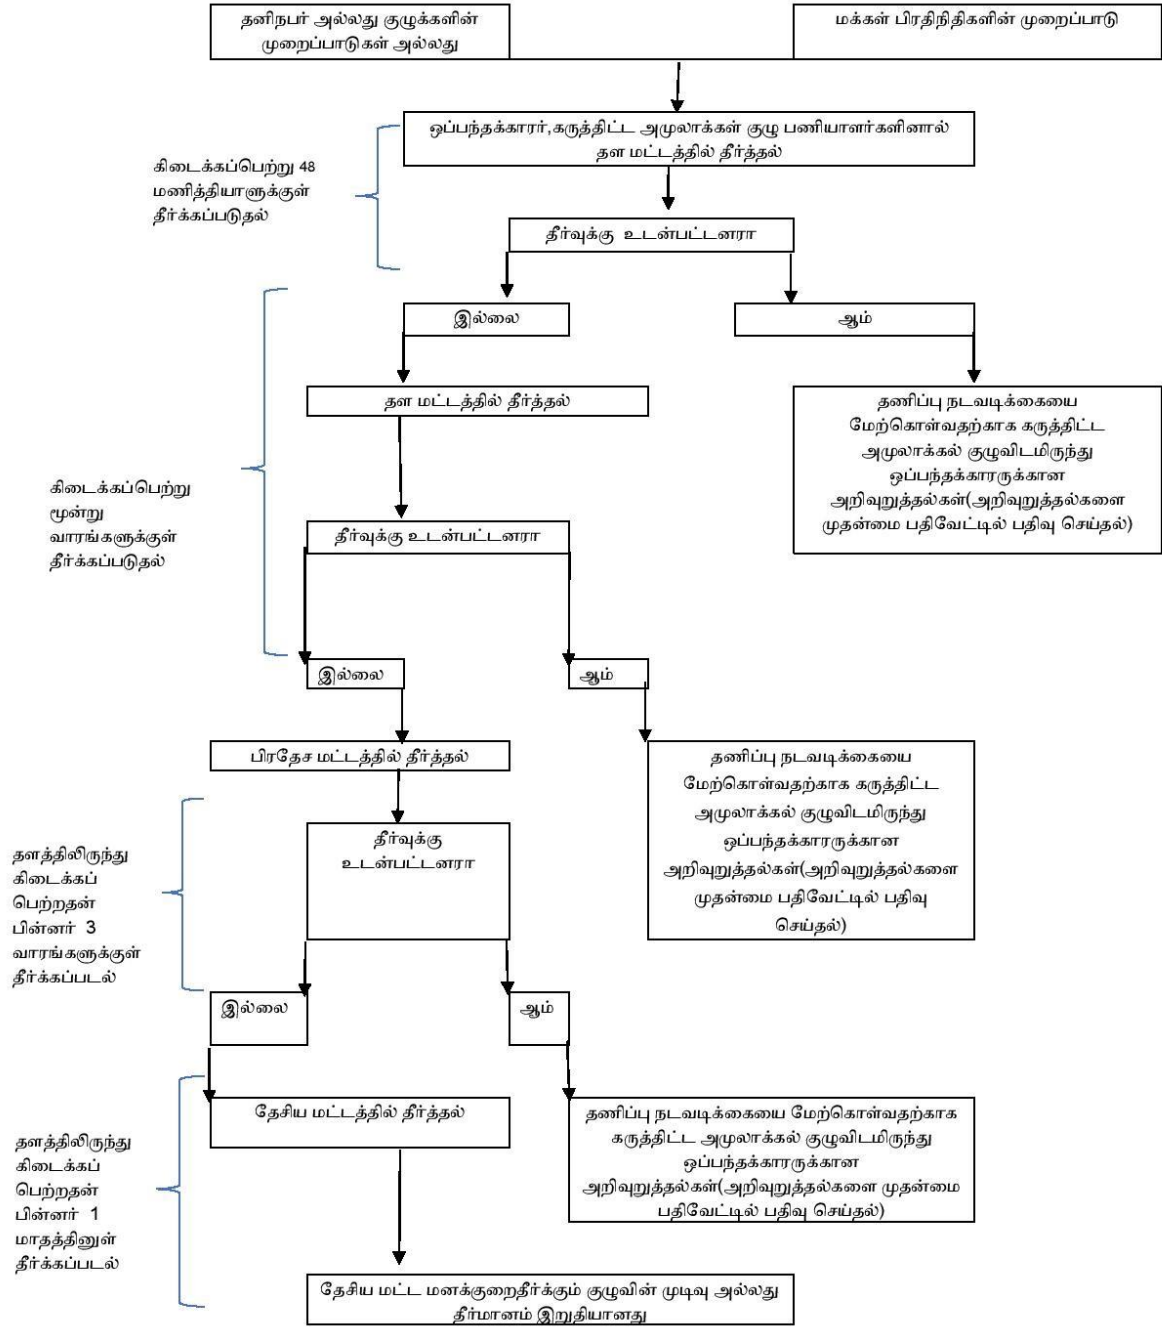 தனிநபர் அல்லது குழுக்களின்
முறைப்பாடுகள் அல்லது
மக்கள் பிரதிநிதிகளின் முறைப்பாடு
ஒப்பந்தக்காரர்,கருத்திட்ட அமுலாக்கள் குழு பணியாளர்களினால்
தள மட்டத்தில் தீர்த்தல்
கிடைக்கப்பெற்று 48
மணித்தியாளுக்குள்
தீர்க்கப்படுதல்
தீர்வுக்கு உடன்பட்டனரா
இல்லை
ஆம்
தள மட்டத்தில் தீர்த்தல்
தணிப்பு நடவடிக்கையை
மேற்கொள்வதற்காக கருத்திட்ட
அமுலாக்கல் குழுவிடமிருந்து
ஒப்பந்தக்காரருக்கான
அறிவுறுத்தல்கள்(அறிவுறுத்தல்களை
முதன்மை பதிவேட்டில் பதிவு செய்தல்)
கிடைக்கப்பெற்று
மூன்று
வாரங்களுக்குள்
தீர்க்கப்படுதல்
தீர்வுக்கு உடன்பட்டனரா
இல்லை
ஆம்
பிரதேச மட்டத்தில் தீர்த்தல்
தணிப்பு நடவடிக்கையை
மேற்கொள்வதற்காக கருத்திட்ட
அமுலாக்கல் குழுவிடமிருந்து
ஒப்பந்தக்காரருக்கான
அறிவுறுத்தல்கள்(அறிவுறுத்தல்களை
முதன்மை பதிவேட்டில் பதிவு
செய்தல்)
தீர்வுக்கு
உடன்பட்டனரா
தளத்திலிருந்து
கிடைக்கப்
பெற்றதன்
பின்னர் 3
வாரங்களுக்குள்
தீர்க்கப்படல்
இல்லை
ஆம்
தேசிய மட்டத்தில் தீர்த்தல்
தணிப்பு நடவடிக்கையை மேற்கொள்வதற்காக
கருத்திட்ட அமுலாக்கல் குழுவிடமிருந்து
ஒப்பந்தக்காரருக்கான
அறிவுறுத்தல்கள்(அறிவுறுத்தல்களை முதன்மை
பதிவேட்டில் பதிவு செய்தல்)
தளத்திலிருந்து
கிடைக்கப்
பெற்றதன்
பின்னர் 1
மாதத்தினுள்
தீர்க்கப்படல்
தேசிய மட்ட மனக்குறைதீர்க்கும் குழுவின் முடிவு அல்லது
தீர்மானம் இறுதியானது